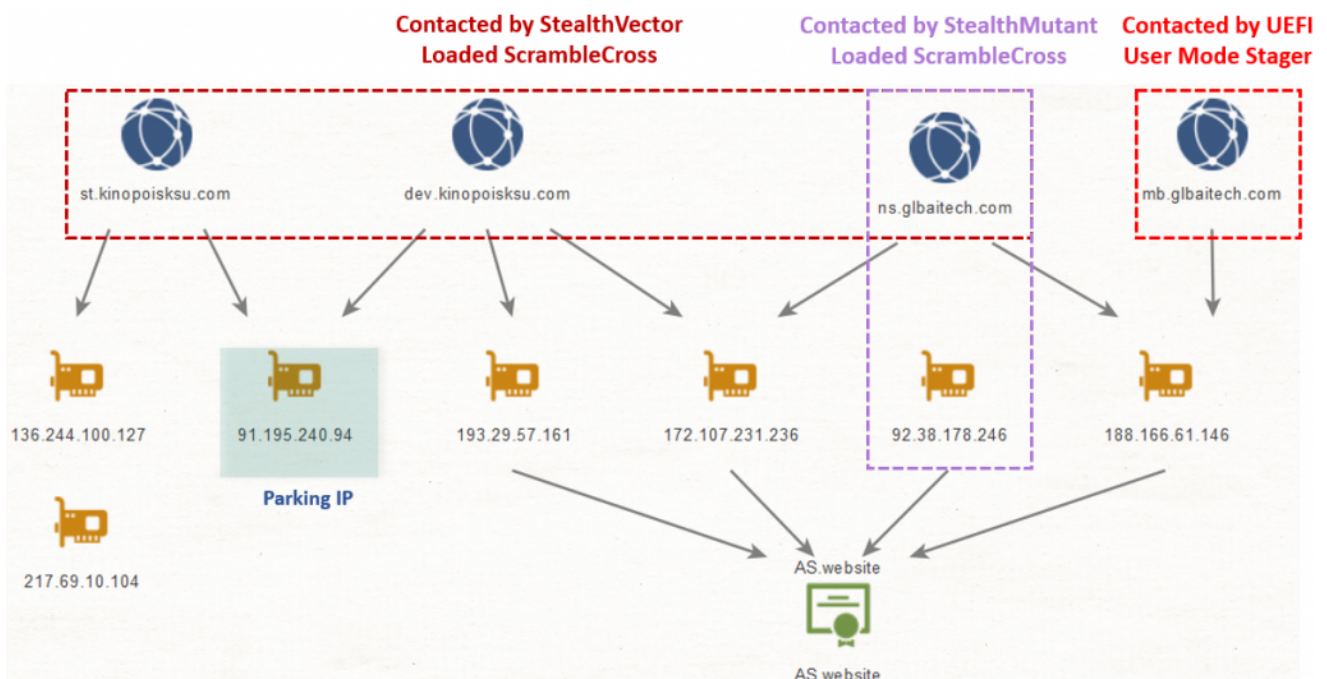 Contacted by StealthVector
Loaded ScrambleCross
Contacted by StealthMutant
Loaded ScrambleCross
Contacted by UEFI
User Mode Stager
st.kinopoisksu.com
dev.kinopoisksu.com
ns.glbaitech.com
mb.glbaitech.com
136.244.100.127
91.195.240.94
193.29.57.161
172.107.231.236
92.38.178.246
188.166.61.146
Parking IP
217.69.10.104
AS.website
AS.website